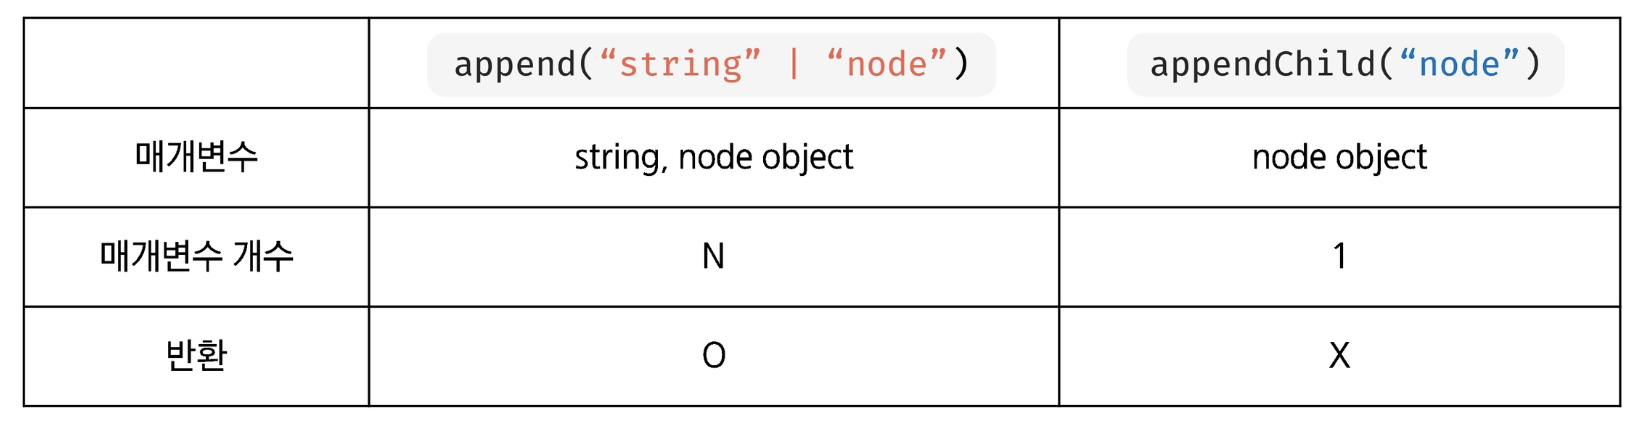 append(“string” | “node”) appendChild(“node”)
매개변수 string, node object node object
매개변수 개수 N 1
반환 O X